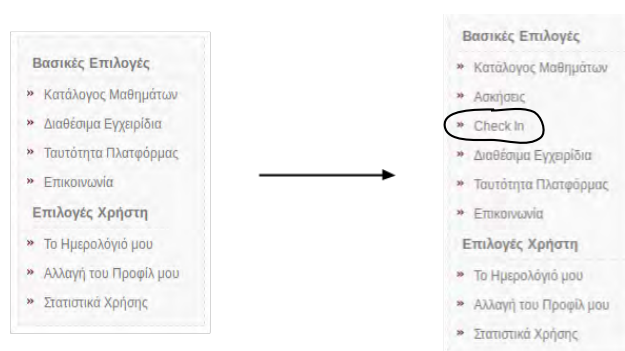 Βασικές Επιλογές
» Κατάλογος Μαθημάτων
» Διαθέσιμα Εγχειρίδια
» Ταυτότητα Πλατφόρμας
» Επικοινωνία
Επιλογές Χρήστη
» Το Ημερολόγιό μου
» Αλλαγή του Προφίλ μου
» Στατιστικά Χρήσης
Βασικές Επιλογές
» Κατάλογος Μαθημάτων
» Ασκήσεις
» Check In
» Διαθέσιμα Εγχειρίδια
» Ταυτότητα Πλατφόρμας
» Επικοινωνία
Επιλογές Χρήστη
» Το Ημερολόγιό μου
» Αλλαγή του Προφίλ μου
» Στατιστικά Χρήσης